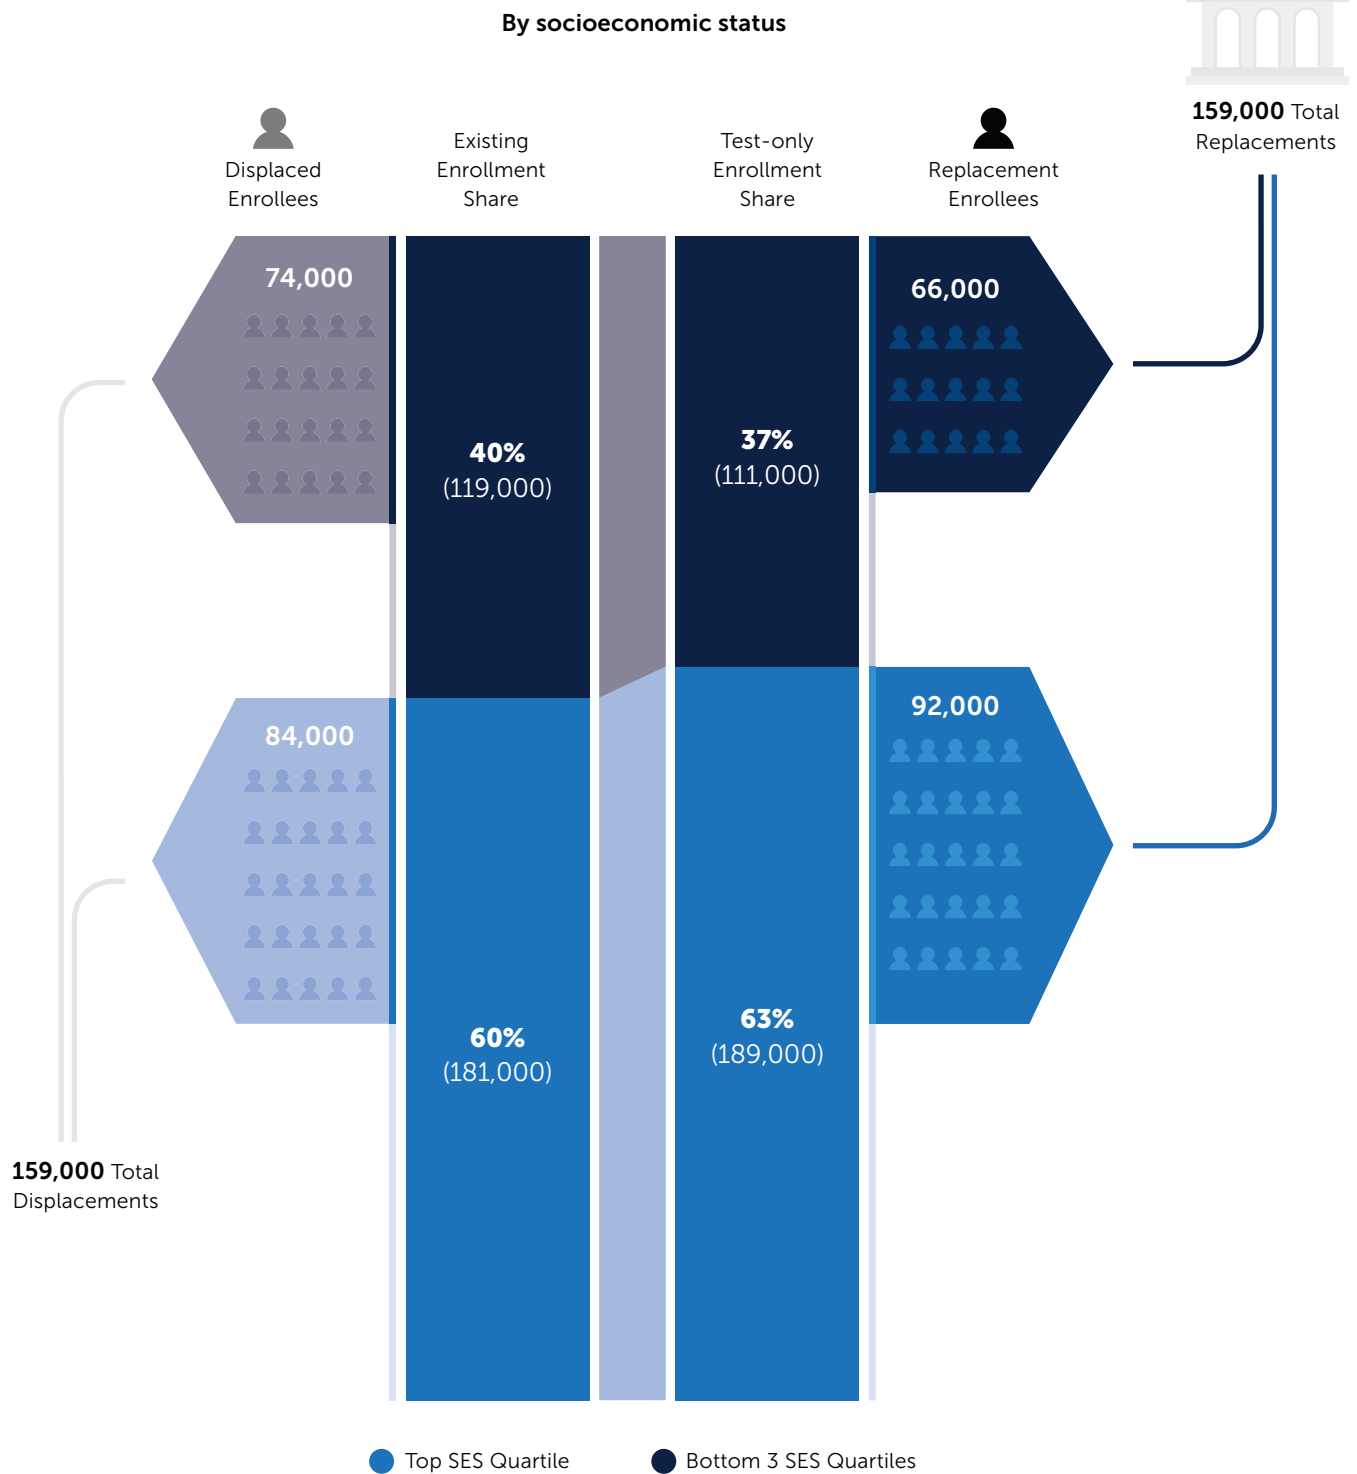 By socioeconomic status
159,000 Total
Replacements
Displaced
Enrollees
Existing
Enrollment
Share
Test-only
Enrollment
Share
Replacement
Enrollees
74,000
40%
(119,000)
37%
(111,000)
66,000
84,000
60%
(181,000)
63%
(189,000)
92,000
159,000 Total
Displacements
Top SES Quartile
Bottom 3 SES Quartiles